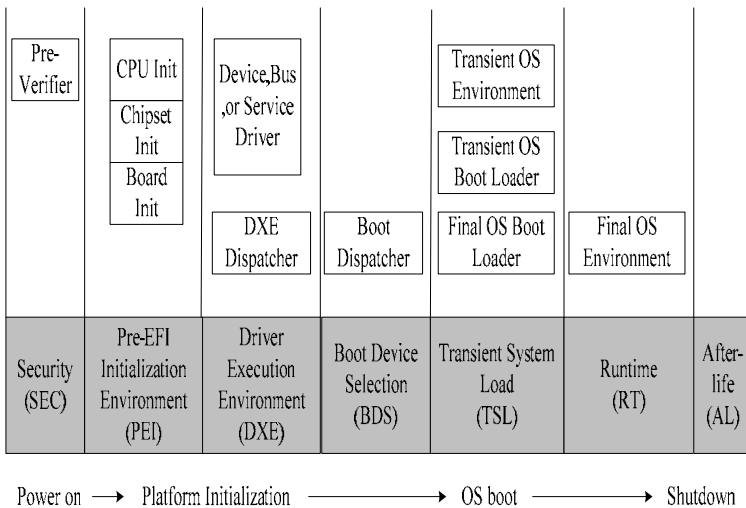 Pre-
Verifier
CPU Init
Chipset
Init
Board
Init
Device,Bus
,or Service
Driver
DXE
Dispatcher
Boot
Dispatcher
Transient OS
Environment
Transient OS
Boot Loader
Final OS Boot
Loader
Final OS
Environment
Security
(SEC)
Pre-EFI
Initialization
Environment
(PEI)
Driver
Execution
Environment
(DXE)
Boot Device
Selection
(BDS)
Transient System
Load
(TSL)
Runtime
(RT)
After-
life
(AL)
Power on → Platform Initialization → OS boot → Shutdown